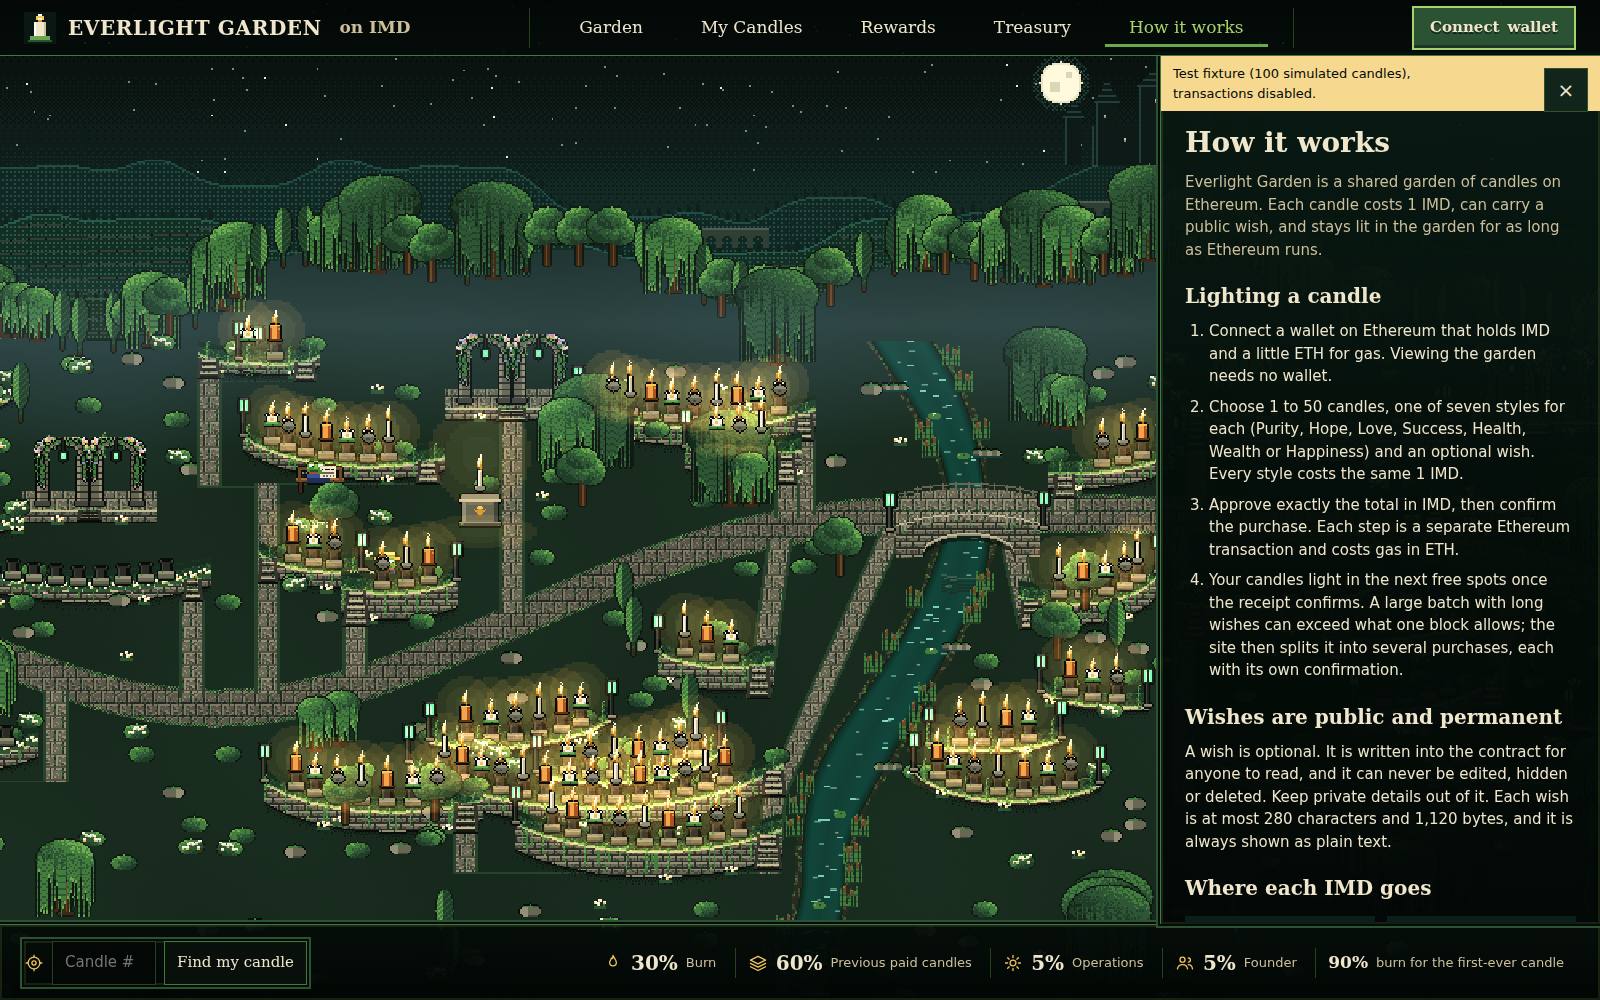 EVERLIGHT GARDEN on IMD
Garden
My Candles
Rewards
Treasury
How it works
Connect wallet
Test fixture (100 simulated candles),
transactions disabled.
×
How it works
Everlight Garden is a shared garden of candles on
Ethereum. Each candle costs 1 IMD, can carry a
public wish, and stays lit in the garden for as long
as Ethereum runs.
Lighting a candle
1. Connect a wallet on Ethereum that holds IMD
and a little ETH for gas. Viewing the garden
needs no wallet.
2. Choose 1 to 50 candles, one of seven styles for
each (Purity, Hope, Love, Success, Health,
Wealth or Happiness) and an optional wish.
Every style costs the same 1 IMD.
3. Approve exactly the total in IMD, then confirm
the purchase. Each step is a separate Ethereum
transaction and costs gas in ETH.
4. Your candles light in the next free spots once
the receipt confirms. A large batch with long
wishes can exceed what one block allows; the
site then splits it into several purchases, each
with its own confirmation.
Wishes are public and permanent
A wish is optional. It is written into the contract for
anyone to read, and it can never be edited, hidden
or deleted. Keep private details out of it. Each wish
is at most 280 characters and 1,120 bytes, and it is
always shown as plain text.
Where each IMD goes
Candle #
Find my candle
30% Burn
60% Previous paid candles
5% Operations
5% Founder
90% burn for the first-ever candle